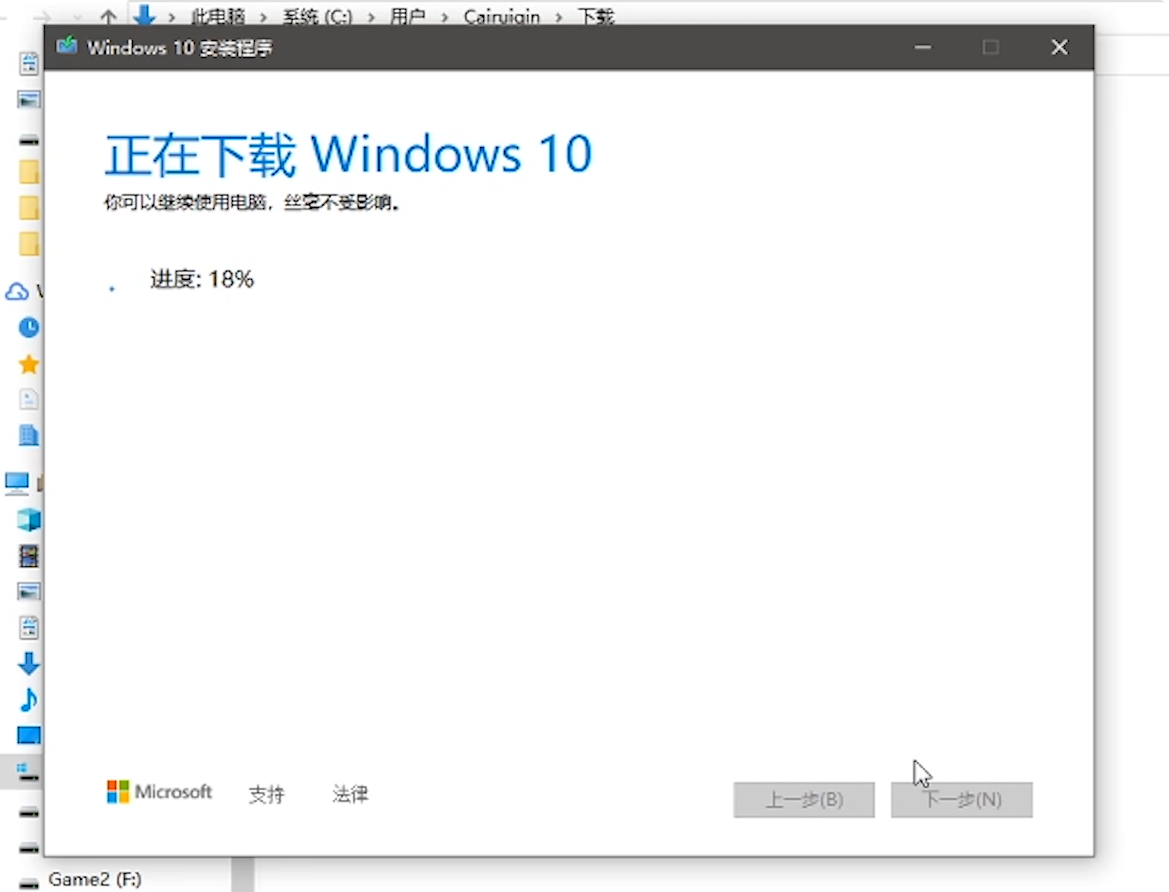 此电脑 > 系统 (C:) > 用户 > Cairuiqin > 下载
Windows 10 安装程序
正在下载 Windows 10
你可以继续使用电脑，丝毫不受影响。
进度: 18%
Microsoft 支持 法律
上一步(B) 下一步(N)
Game2 (F:)